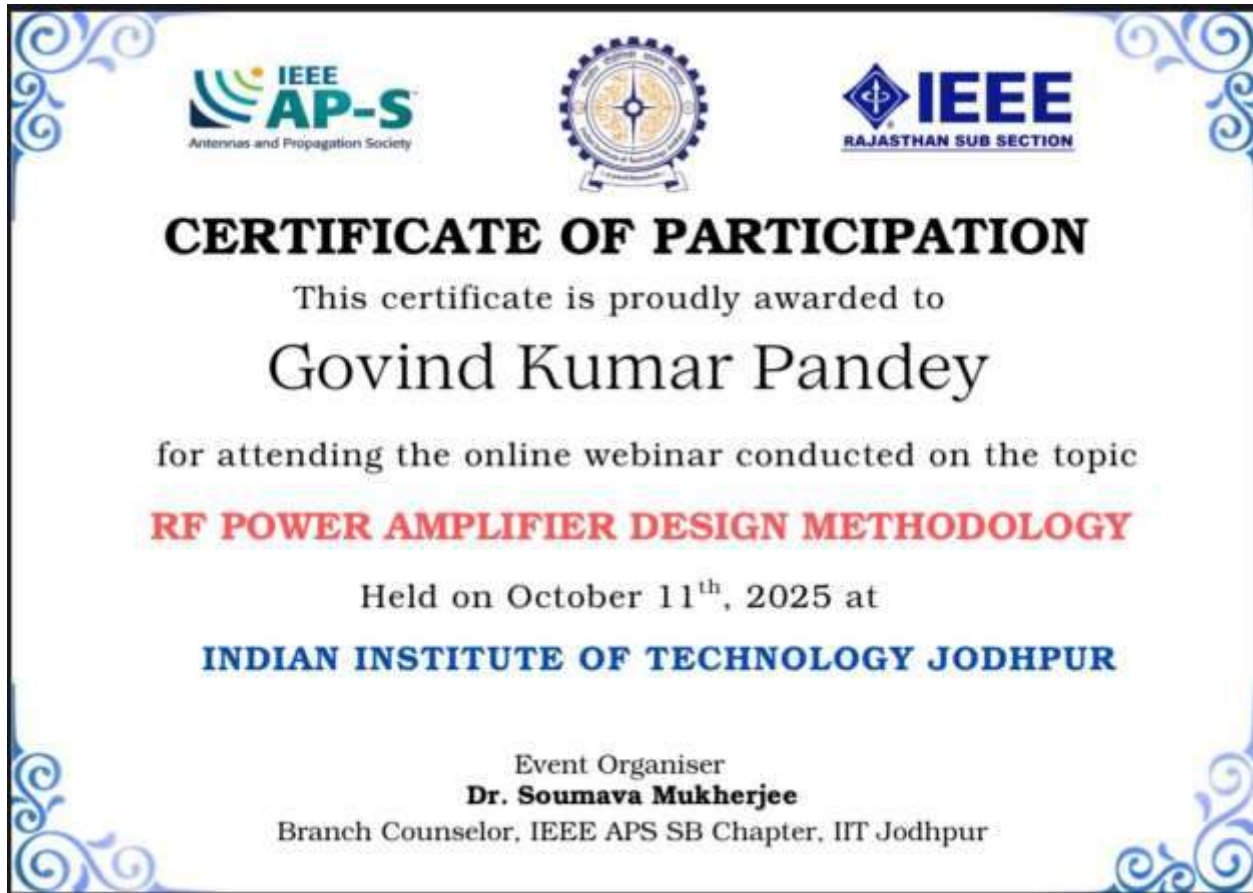 IEEE
AP-S
Antennas and Propagation Society
IEEE
RAJASTHAN SUB SECTION
CERTIFICATE OF PARTICIPATION
This certificate is proudly awarded to
Govind Kumar Pandey
for attending the online webinar conducted on the topic
RF POWER AMPLIFIER DESIGN METHODOLOGY
Held on October 11th, 2025 at
INDIAN INSTITUTE OF TECHNOLOGY JODHPUR
Event Organiser
Dr. Soumava Mukherjee
Branch Counselor, IEEE APS SB Chapter, IIT Jodhpur